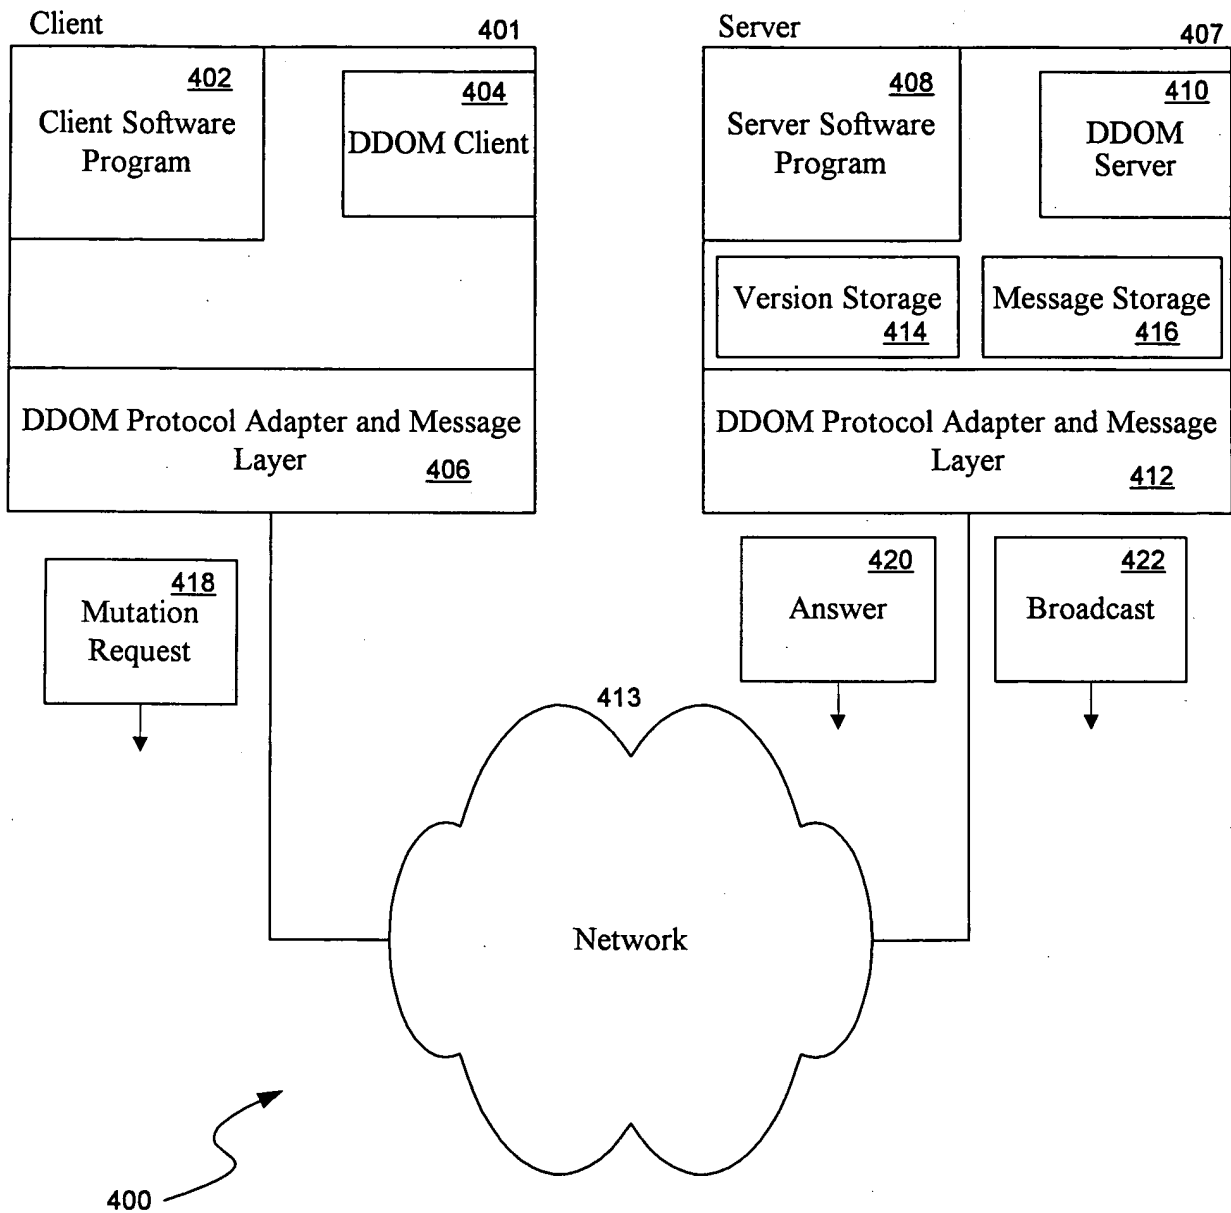 Client
401
402
Client Software
Program
404
DDOM Client
DDOM Protocol Adapter and Message
Layer
406
Server
407
408
Server Software
Program
410
DDOM
Server
Version Storage
414
Message Storage
416
DDOM Protocol Adapter and Message
Layer
412
418
Mutation
Request
420
Answer
422
Broadcast
413
Network
400